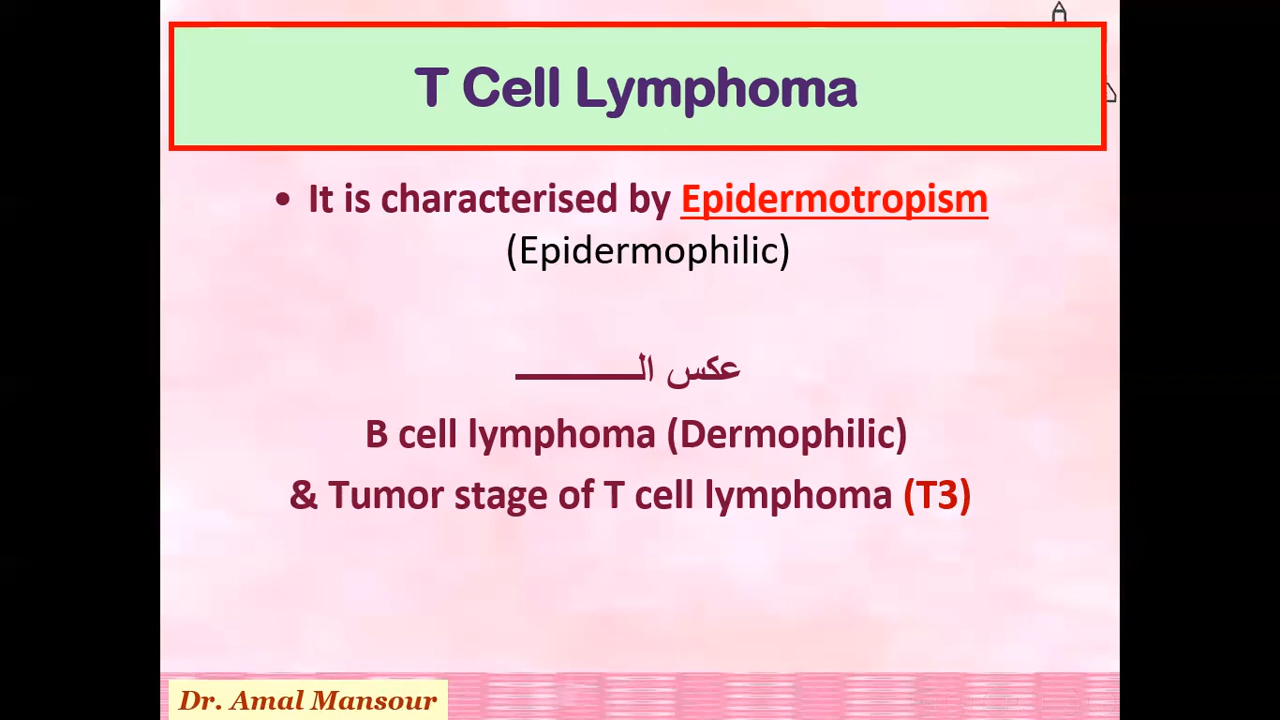 T Cell Lymphoma
• It is characterised by Epidermotropism
(Epidermophilic)
عكس الـــــــــــــ
B cell lymphoma (Dermophilic)
& Tumor stage of T cell lymphoma (T3)
Dr. Amal Mansour